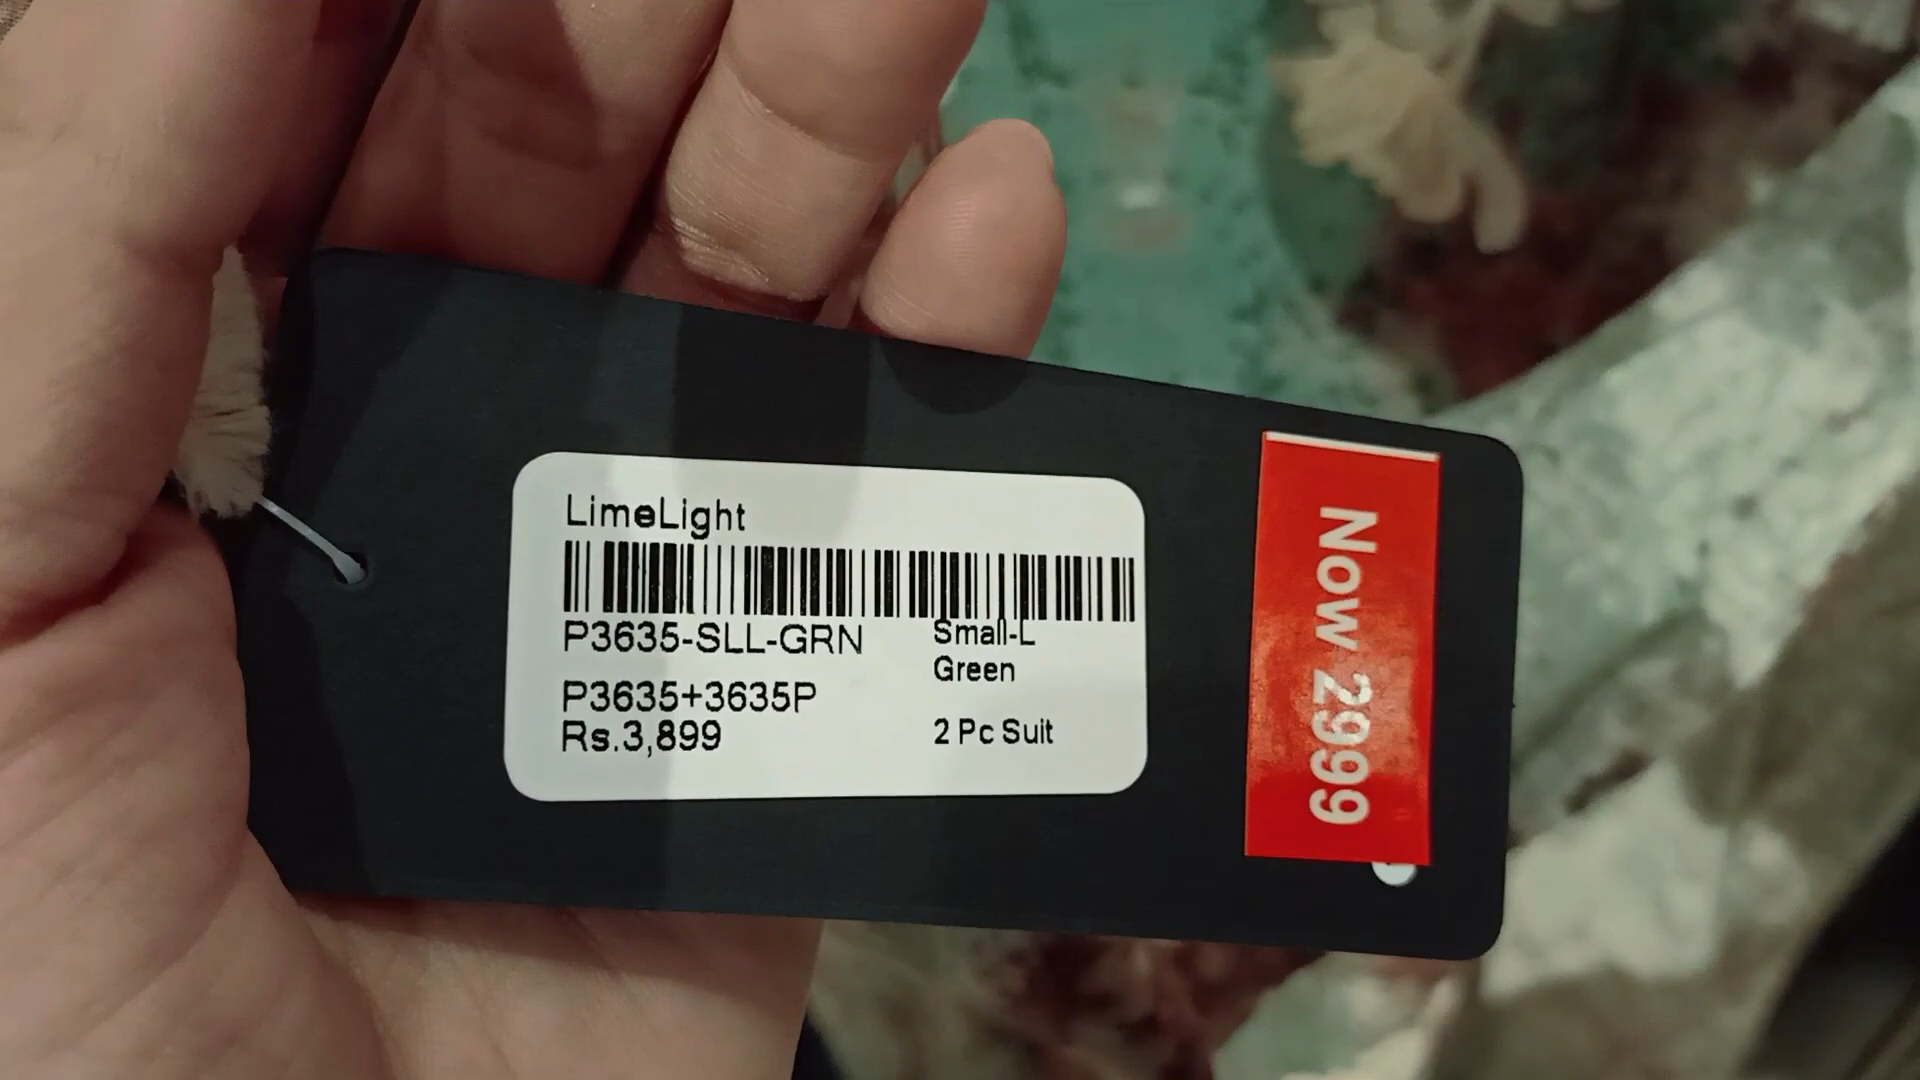 LimeLight
P3635-SLL-GRN
Small-L
Green
P3635+3635P
Rs.3,899
2 Pc Suit
Now 2999